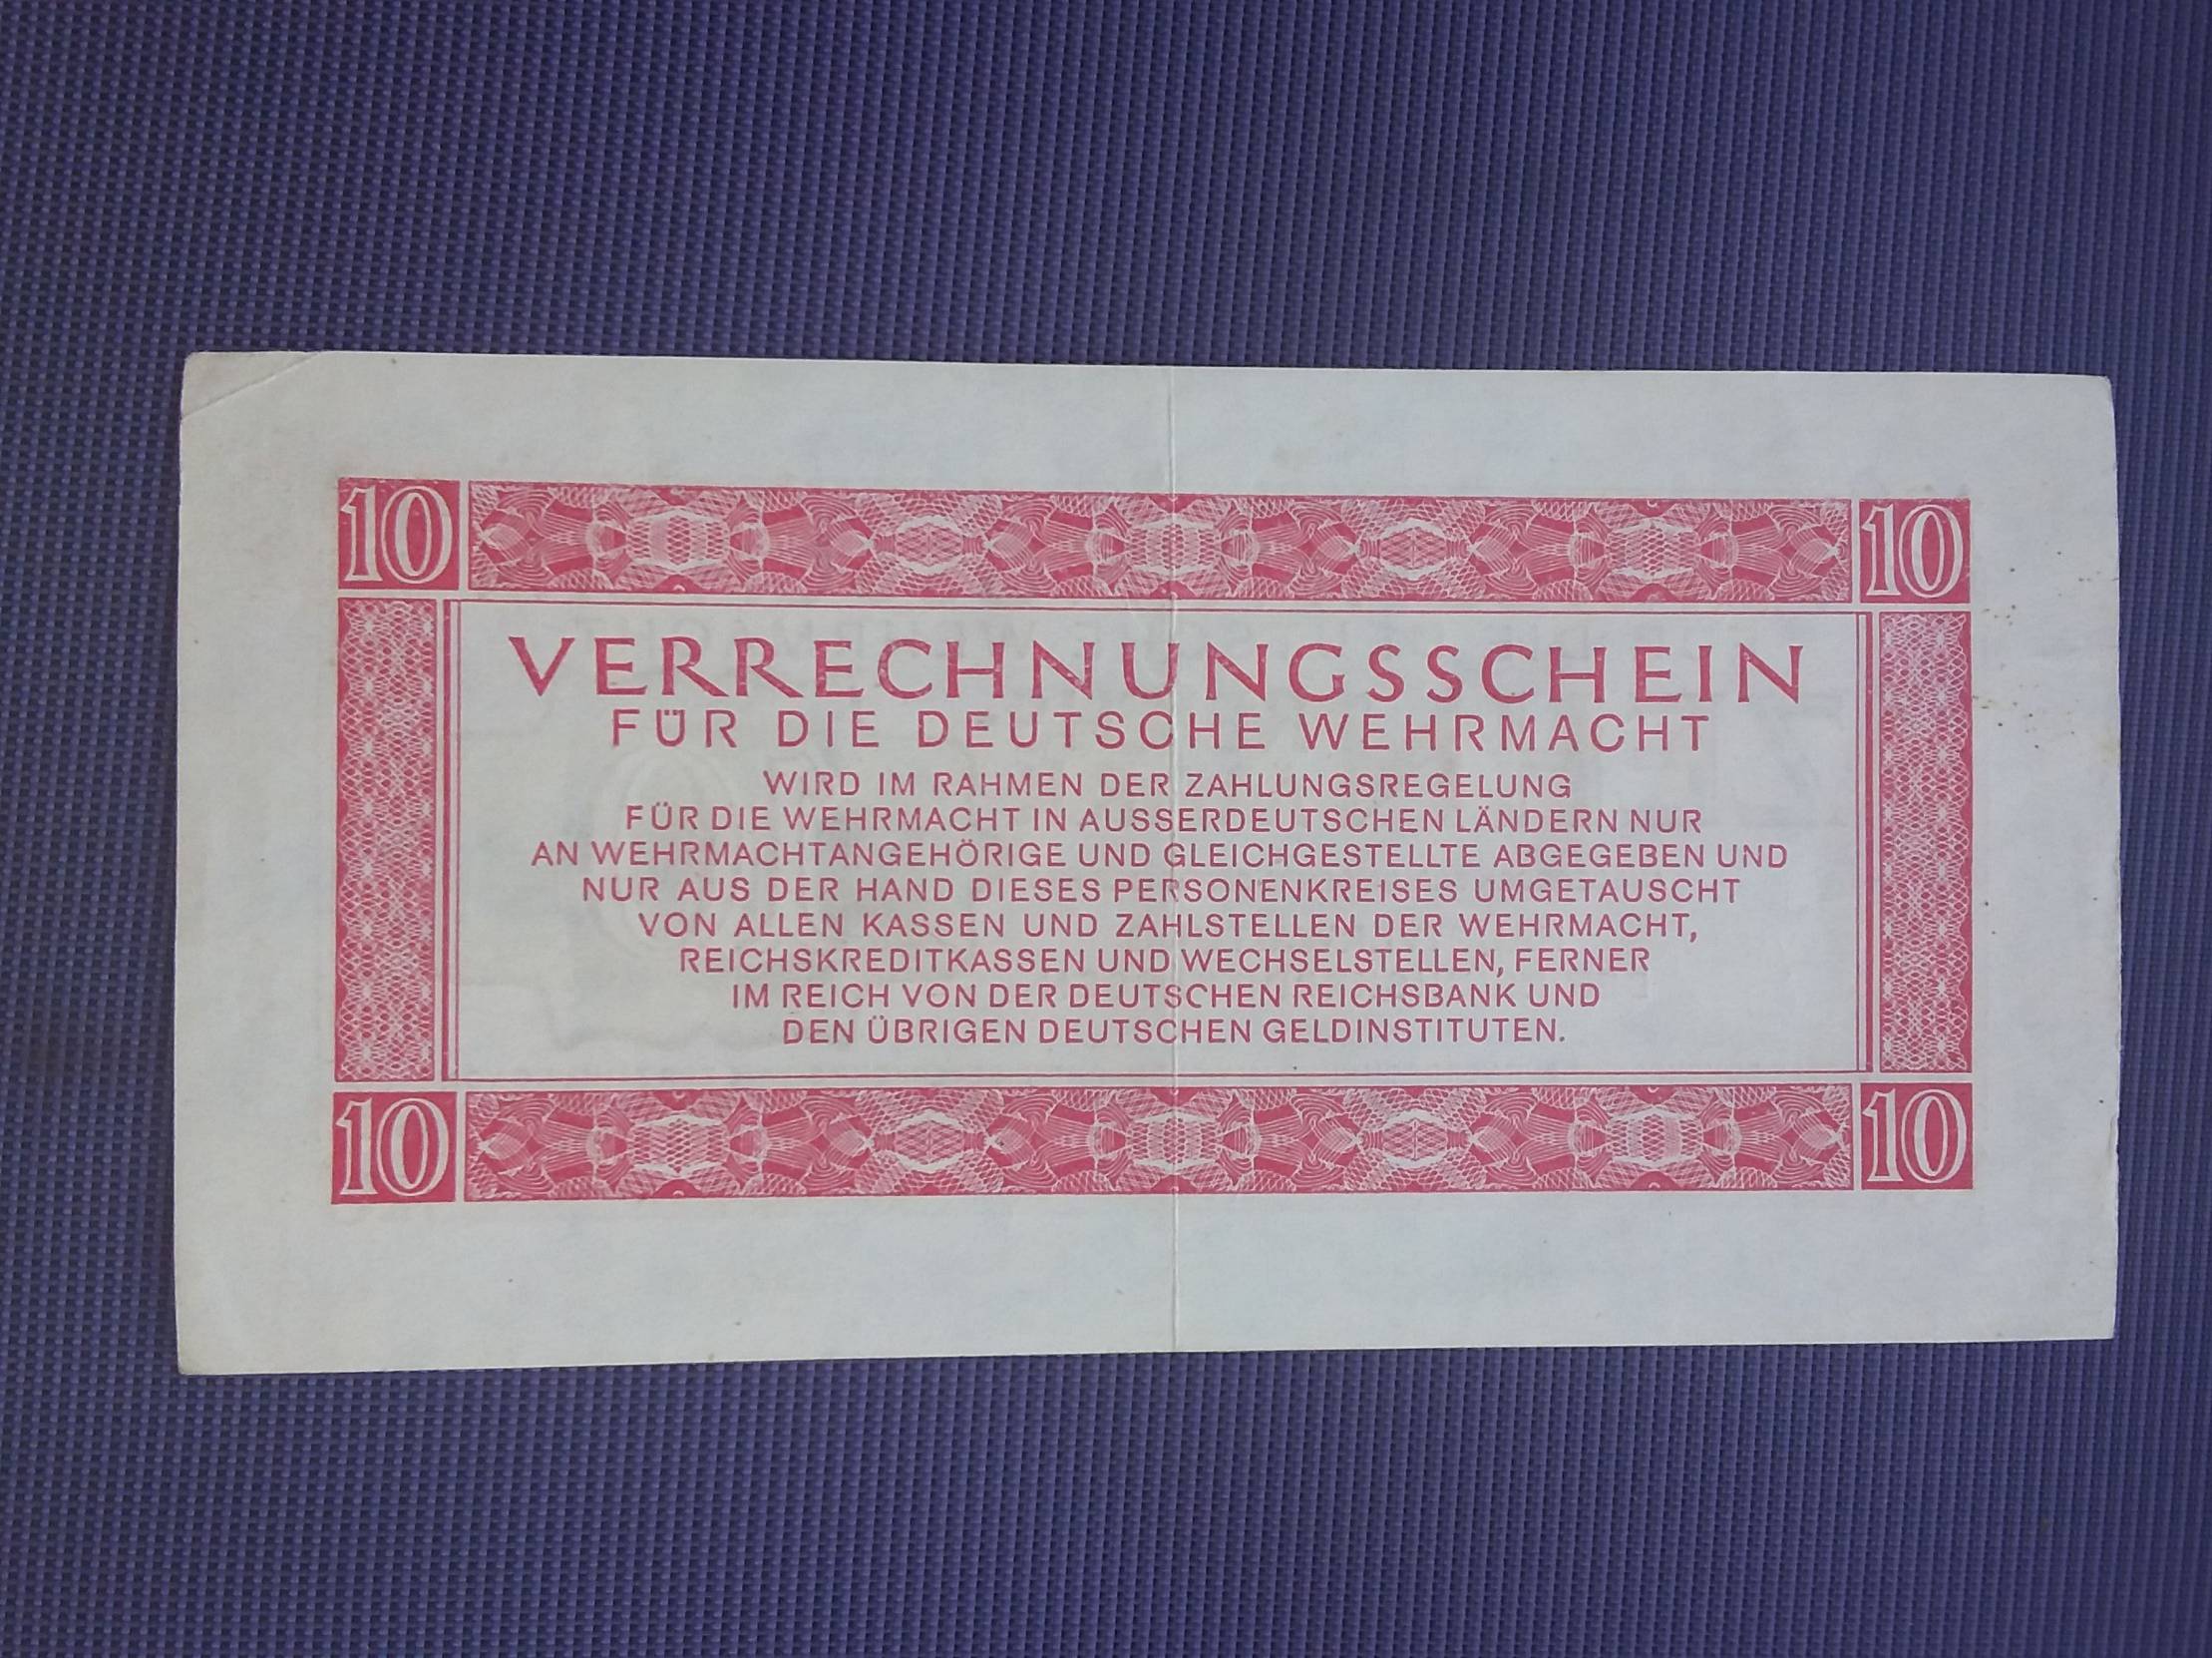 10 10
VERRECHNUNGSSCHEIN
FÜR DIE DEUTSCHE WEHRMACHT
WIRD IM RAHMEN DER ZAHLUNGSREGELUNG
FÜR DIE WEHRMACHT IN AUSSERDEUTSCHEN LÄNDERN NUR
AN WEHRMACHTANGEHÖRIGE UND GLEICHGESTELLTE ABGEGEBEN UND
NUR AUS DER HAND DIESES PERSONENKREISES UMGETAUSCHT
VON ALLEN KASSEN UND ZAHLSTELLEN DER WEHRMACHT,
REICHSKREDITKASSEN UND WECHSELSTELLEN, FERNER
IM REICH VON DER DEUTSCHEN REICHSBANK UND
DEN ÜBRIGEN DEUTSCHEN GELDINSTITUTEN.
10 10